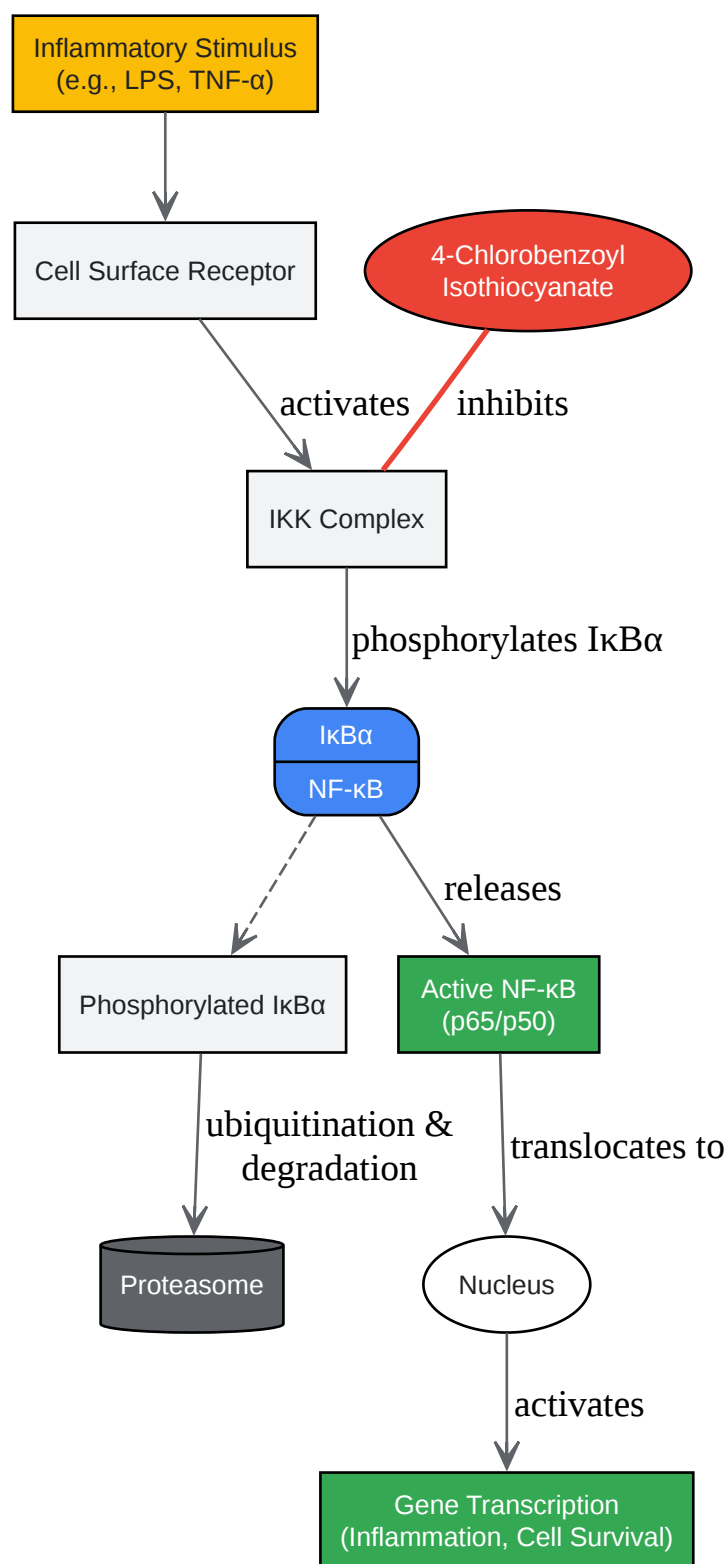 Inflammatory Stimulus
(e.g., LPS, TNF-α)
Cell Surface Receptor
4-Chlorobenzoyl
Isothiocyanate
activates
inhibits
IKK Complex
phosphorylates IκBα
IκBα
NF-κB
releases
Phosphorylated IκBα
Active NF-κB
(p65/p50)
ubiquitination &
degradation
translocates to
Proteasome
Nucleus
activates
Gene Transcription
(Inflammation, Cell Survival)